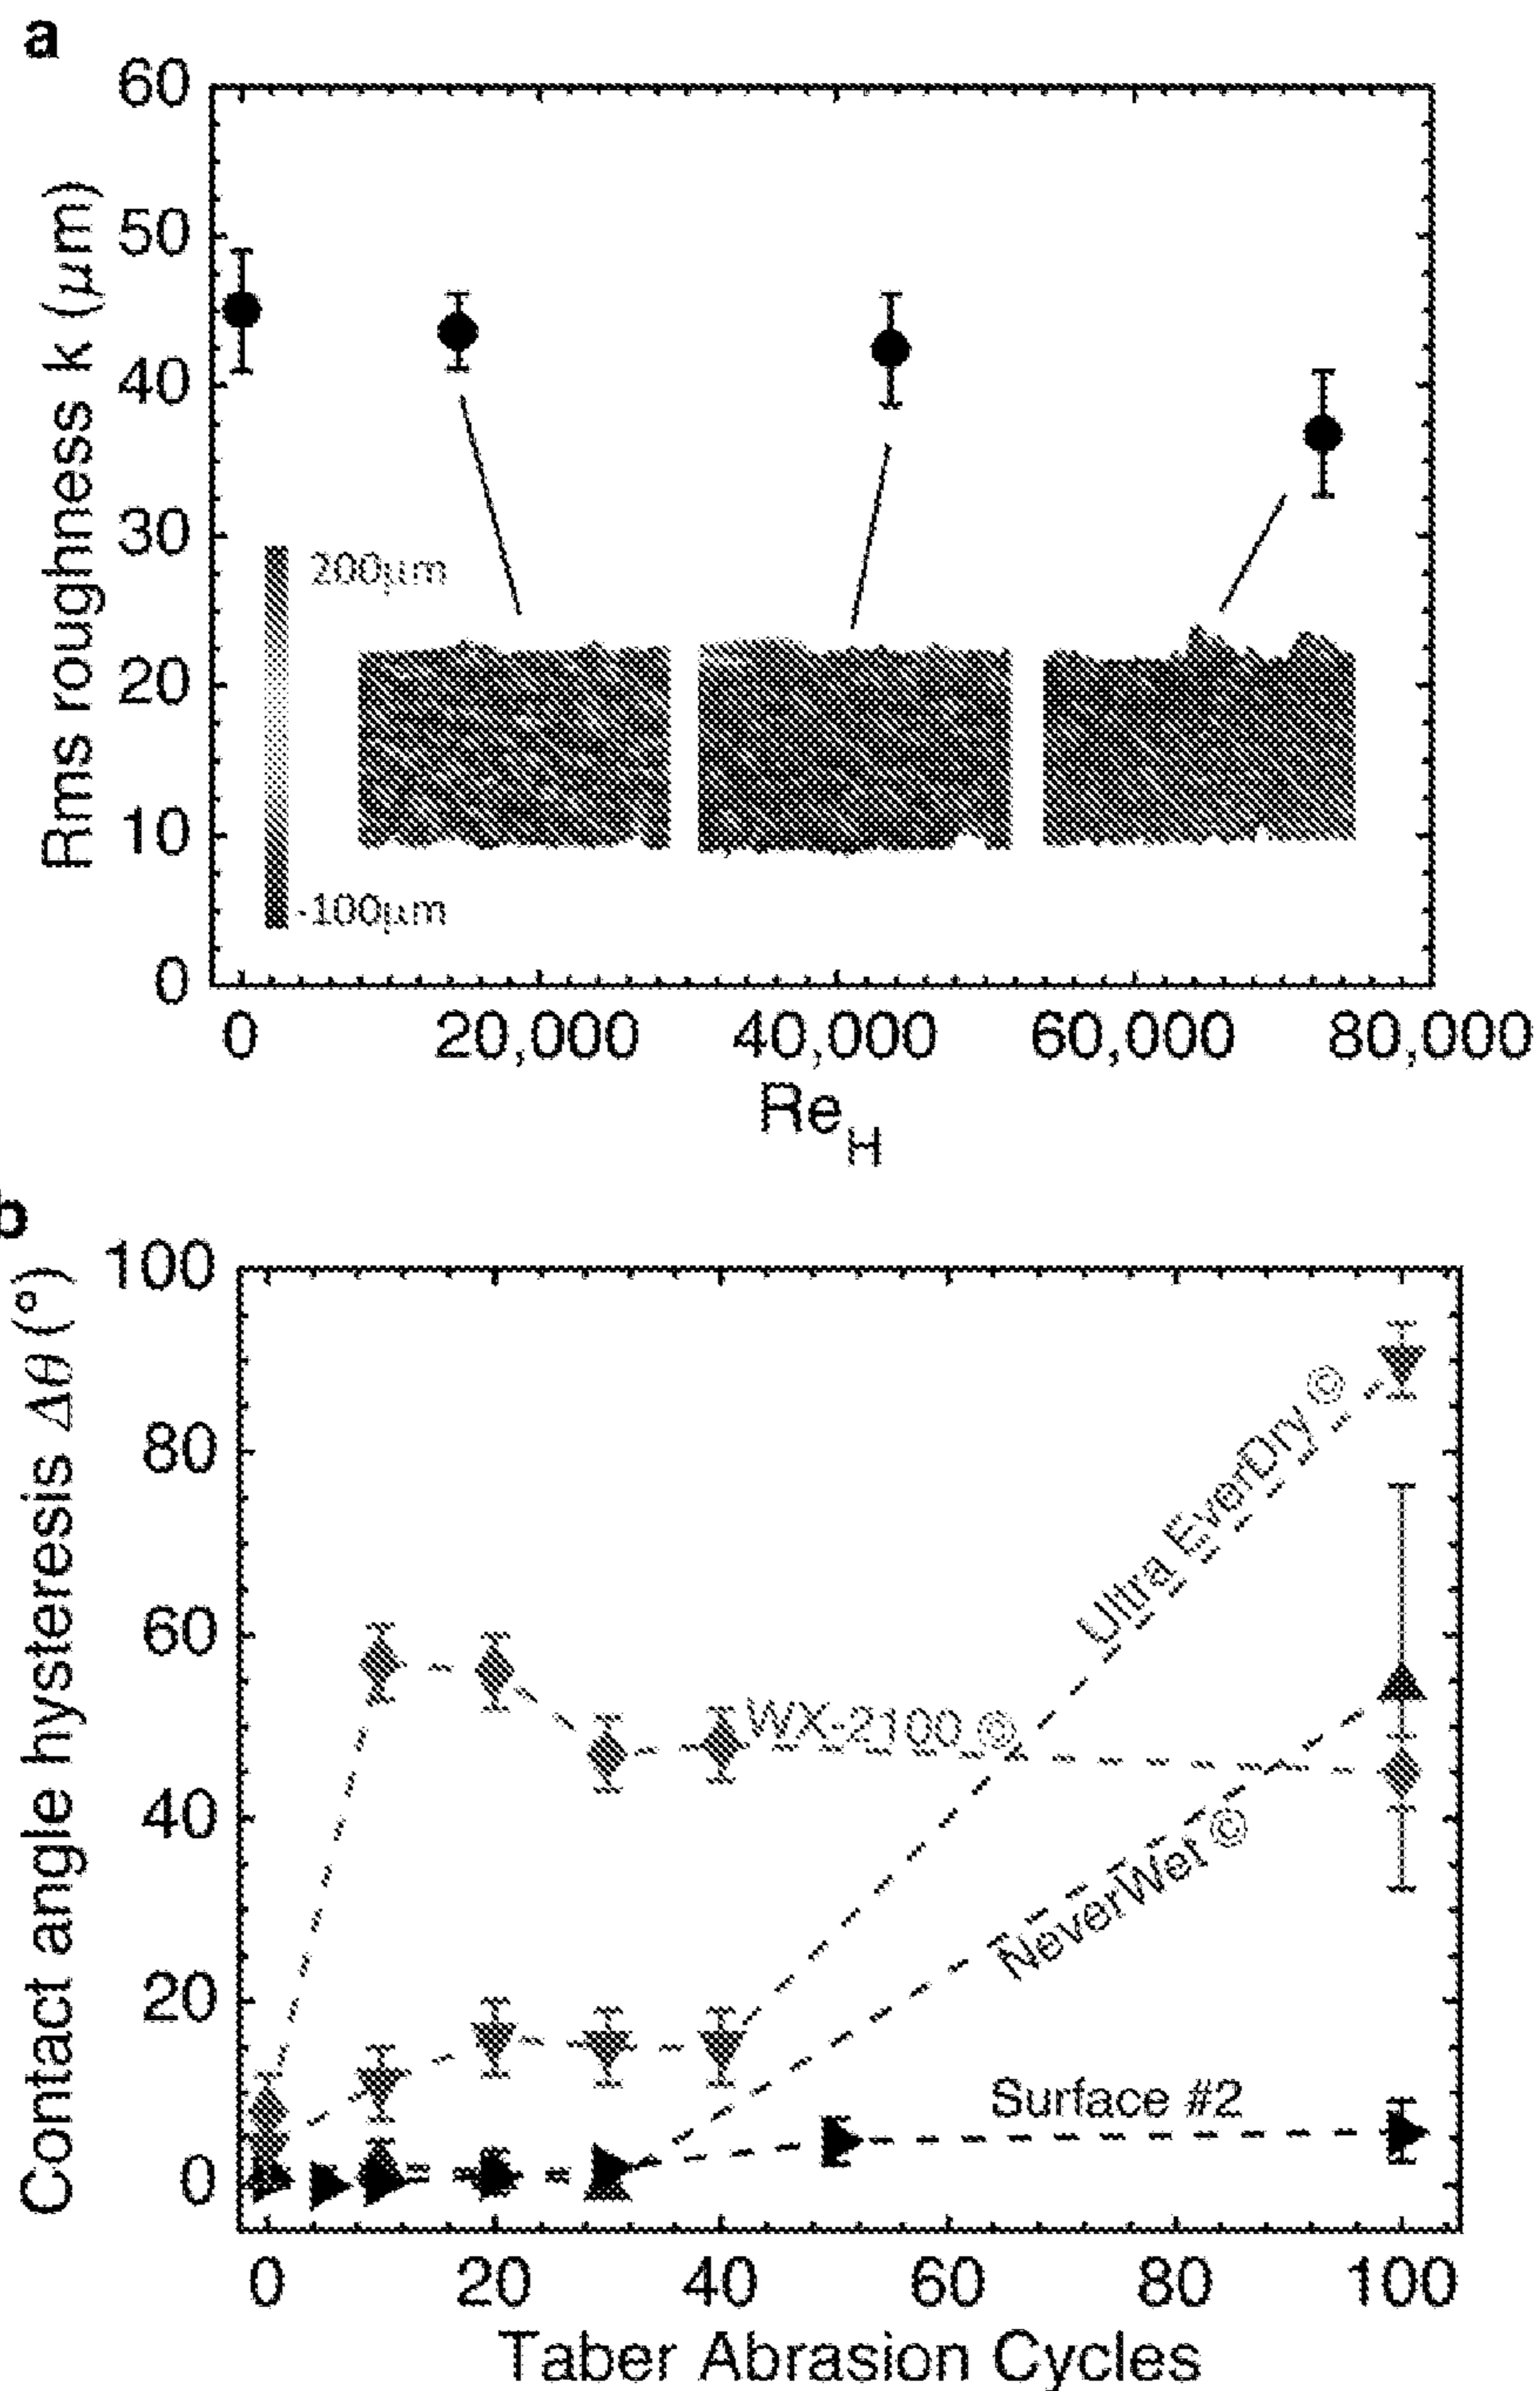 a
60
50
40
30
20
10
0
Rms roughness k (μm)
200μm
-100μm
0 20,000 40,000 60,000 80,000
Re_H
b
100
80
60
40
20
0
Contact angle hysteresis Δθ (°)
Ultra EverDry ©
WX-2100 ©
NeverWet ©
Surface #2
0 20 40 60 80 100
Taber Abrasion Cycles